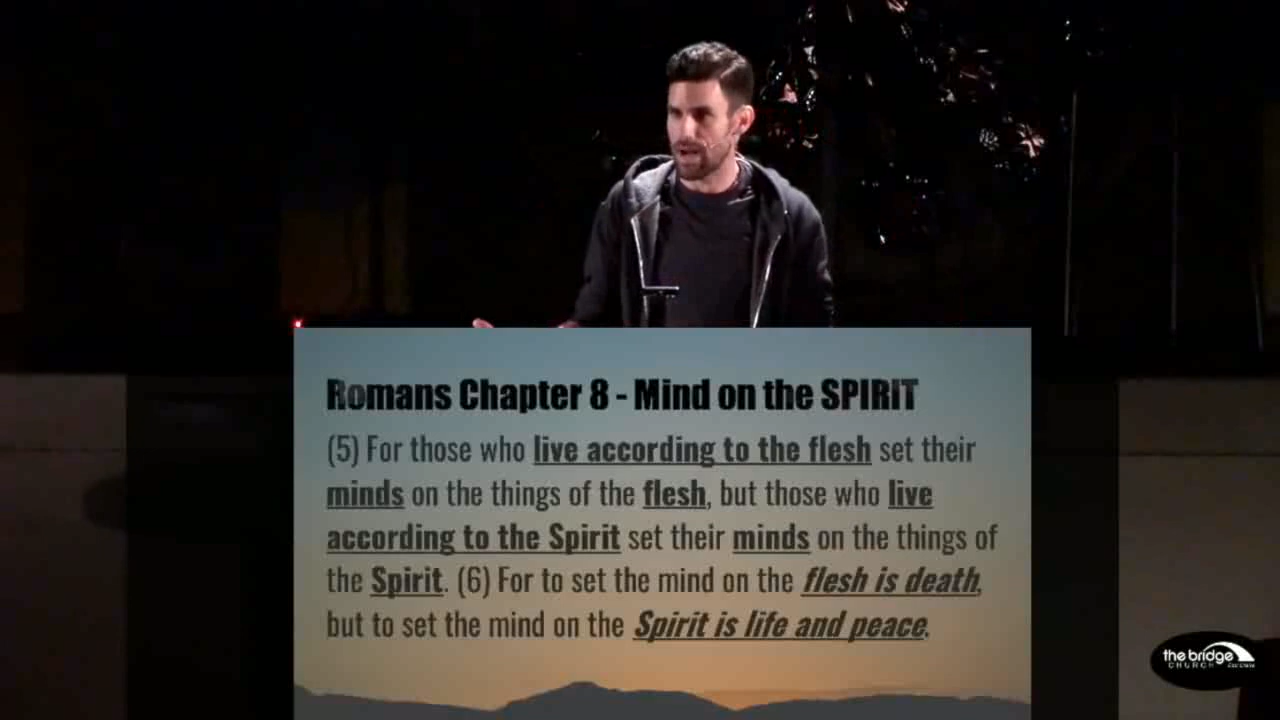 Romans Chapter 8 - Mind on the SPIRIT
(5) For those who live according to the flesh set their
minds on the things of the flesh, but those who live
according to the Spirit set their minds on the things of
the Spirit. (6) For to set the mind on the flesh is death,
but to set the mind on the Spirit is life and peace.
the bridge
CHURCH